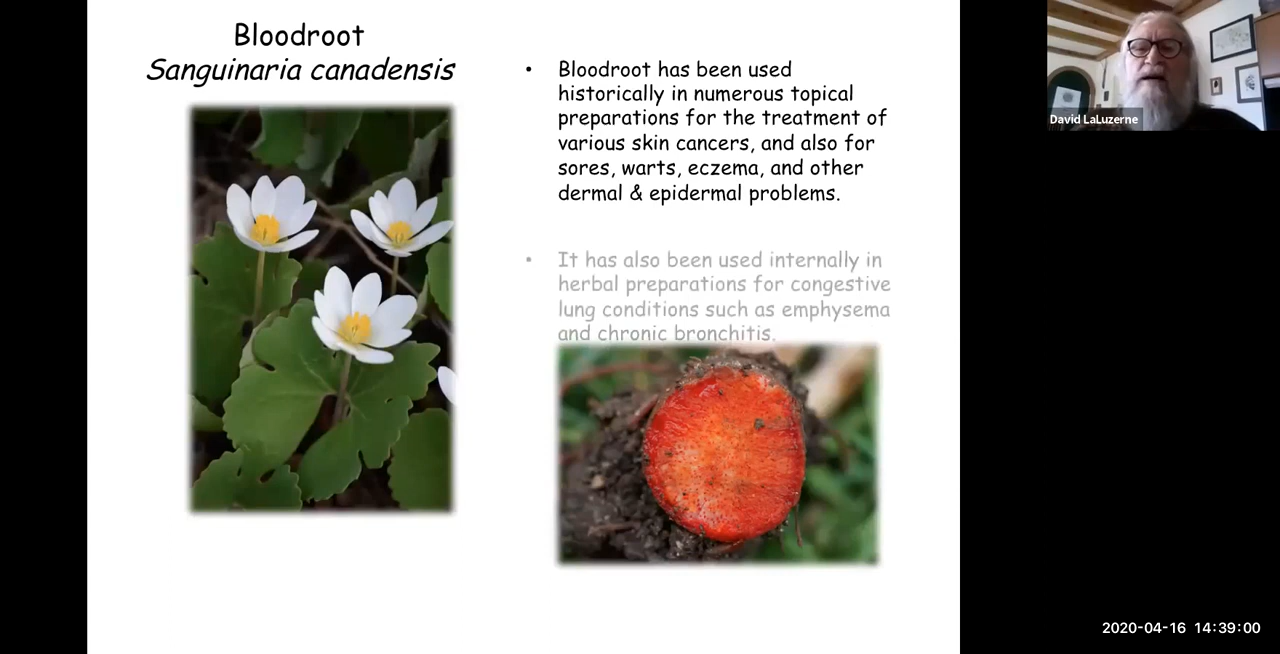 Bloodroot
Sanguinaria canadensis
• Bloodroot has been used
historically in numerous topical
preparations for the treatment of
various skin cancers, and also for
sores, warts, eczema, and other
dermal & epidermal problems.
• It has also been used internally in
herbal preparations for congestive
lung conditions such as emphysema
and chronic bronchitis.
David LaLuzerne
2020-04-16 14:39:00